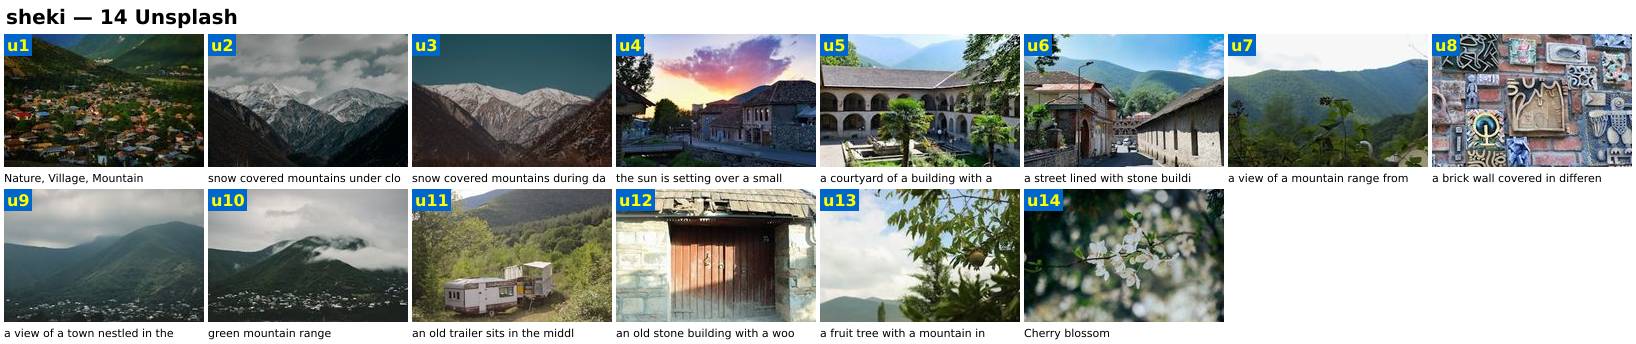 sheki — 14 Unsplash
u1
u2
u3
u4
u5
u6
u7
u8
Nature, Village, Mountain
snow covered mountains under clo
snow covered mountains during da
the sun is setting over a small
a courtyard of a building with a
a street lined with stone buildi
a view of a mountain range from
a brick wall covered in differen
u9
u10
u11
u12
u13
u14
a view of a town nestled in the
green mountain range
an old trailer sits in the middl
an old stone building with a woo
a fruit tree with a mountain in
Cherry blossom